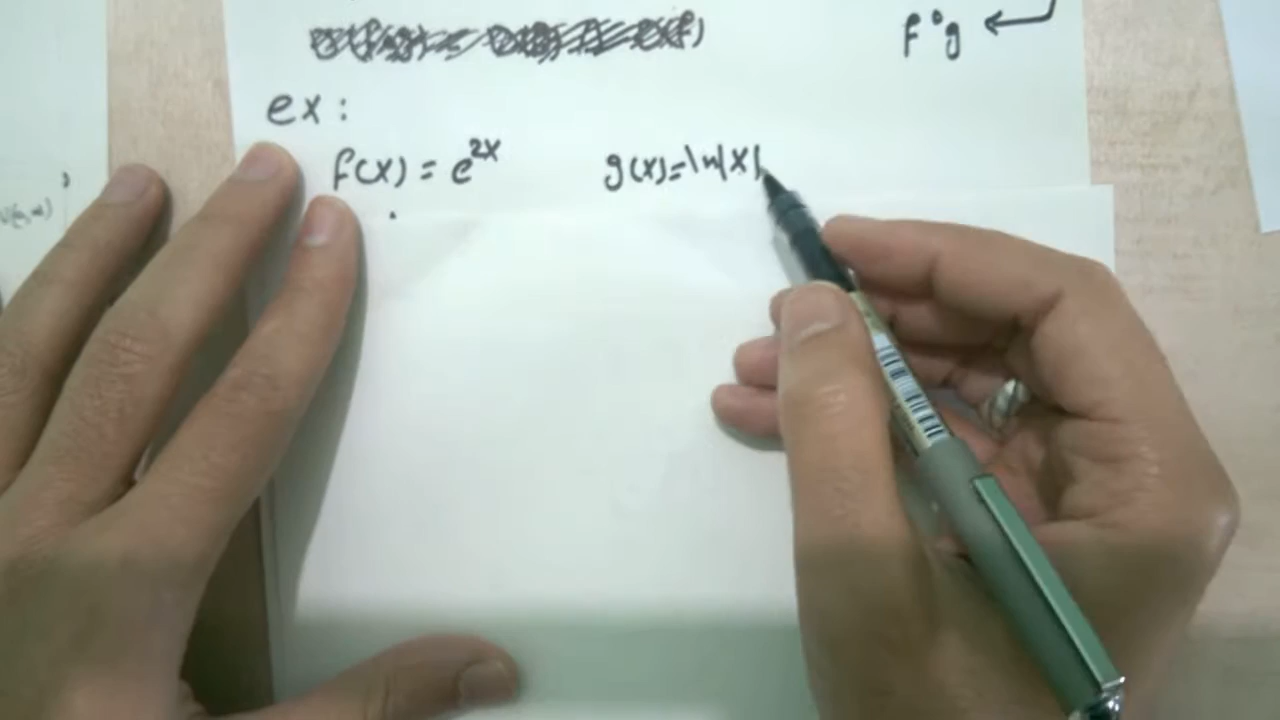 f∘g
ex:
f(x) = e^{2x} g(x)=ln|x|